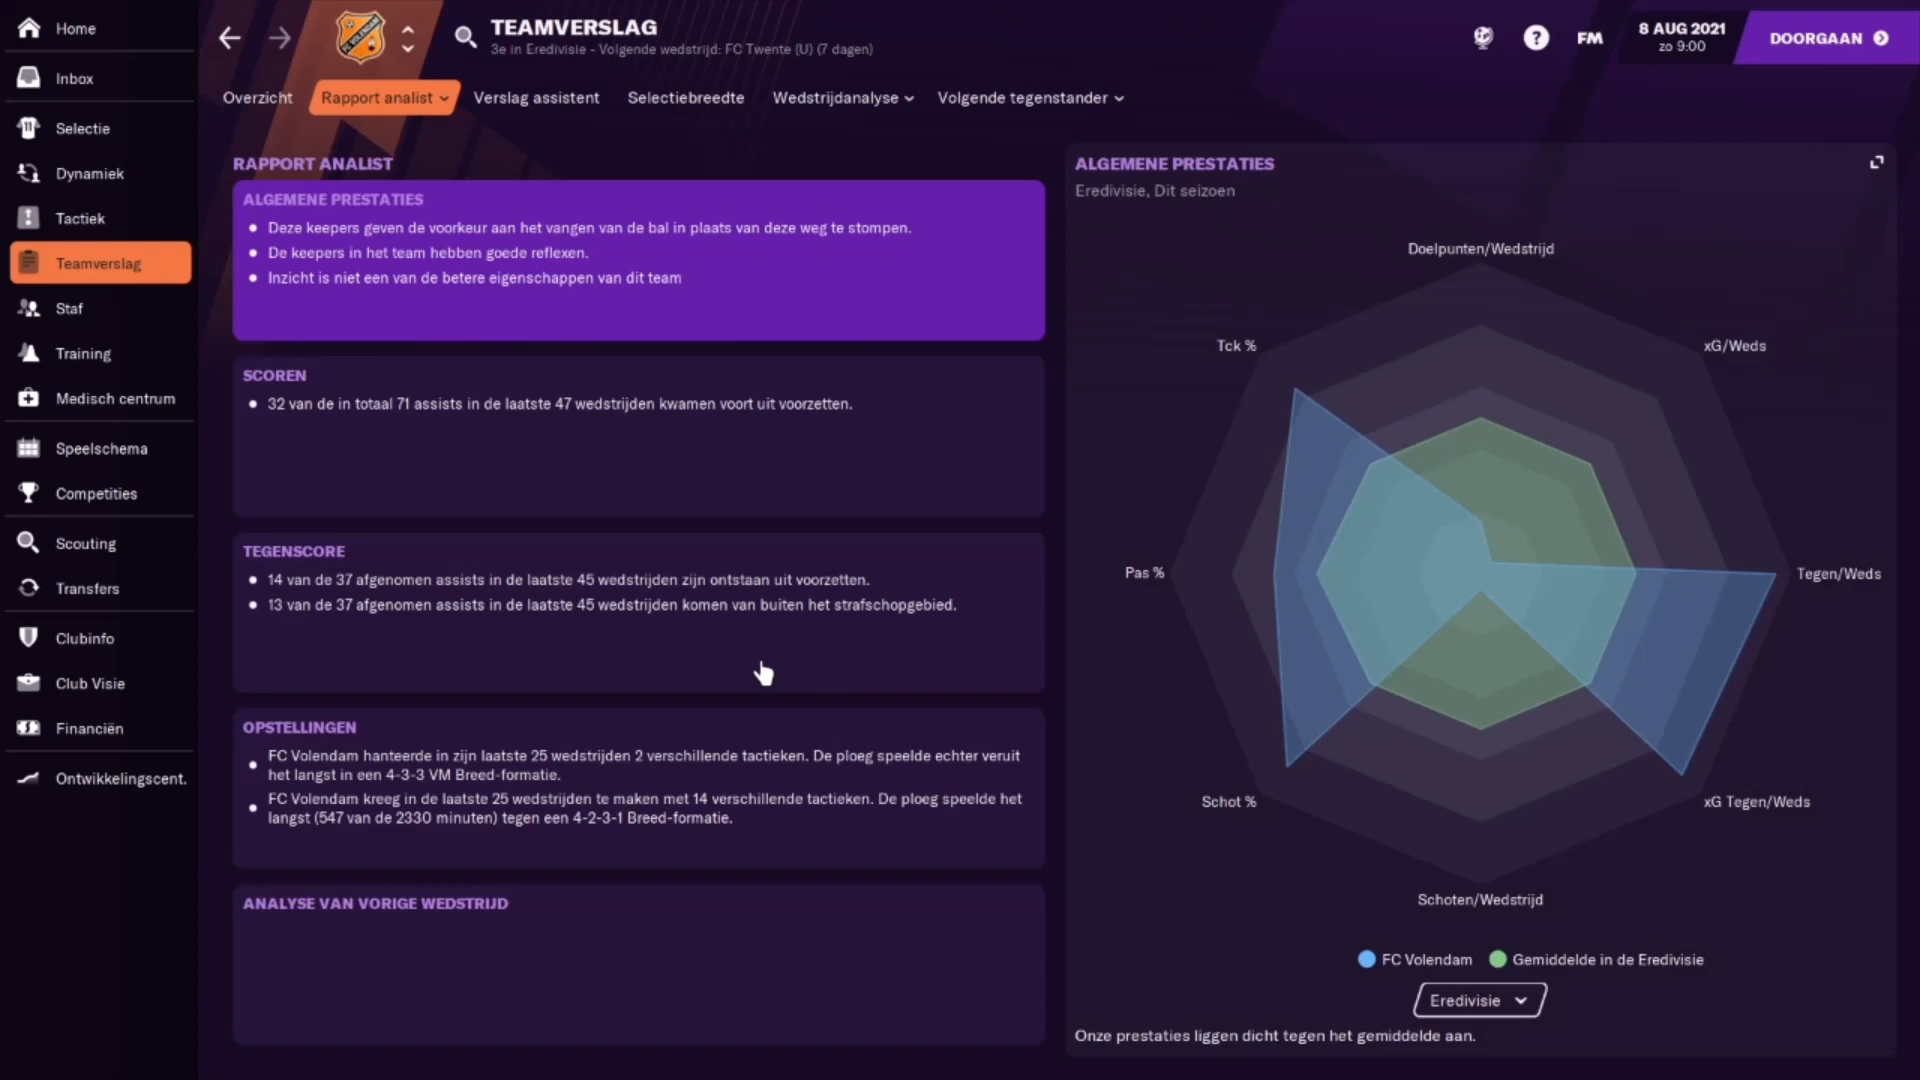 Home
Inbox
Selectie
Dynamiek
Tactiek
Teamverslag
Staf
Training
Medisch centrum
Speelschema
Competities
Scouting
Transfers
Clubinfo
Club Visie
Financiën
Ontwikkelingscent.
FC VOLENDAM
TEAMVERSLAG
3e in Eredivisie - Volgende wedstrijd: FC Twente (U) (7 dagen)
?
FM
8 AUG 2021
zo 9:00
DOORGAAN
Overzicht
Rapport analist
Verslag assistent
Selectiebreedte
Wedstrijdanalyse
Volgende tegenstander
RAPPORT ANALIST
ALGEMENE PRESTATIES
Deze keepers geven de voorkeur aan het vangen van de bal in plaats van deze weg te stompen.
De keepers in het team hebben goede reflexen.
Inzicht is niet een van de betere eigenschappen van dit team
SCOREN
32 van de in totaal 71 assists in de laatste 47 wedstrijden kwamen voort uit voorzetten.
TEGENSCORE
14 van de 37 afgenomen assists in de laatste 45 wedstrijden zijn ontstaan uit voorzetten.
13 van de 37 afgenomen assists in de laatste 45 wedstrijden komen van buiten het strafschopgebied.
OPSTELLINGEN
FC Volendam hanteerde in zijn laatste 25 wedstrijden 2 verschillende tactieken. De ploeg speelde echter veruit
het langst in een 4-3-3 VM Breed-formatie.
FC Volendam kreeg in de laatste 25 wedstrijden te maken met 14 verschillende tactieken. De ploeg speelde het
langst (547 van de 2330 minuten) tegen een 4-2-3-1 Breed-formatie.
ANALYSE VAN VORIGE WEDSTRIJD
ALGEMENE PRESTATIES
Eredivisie, Dit seizoen
Doelpunten/Wedstrijd
Tck %
xG/Weds
Pas %
Tegen/Weds
Schot %
xG Tegen/Weds
Schoten/Wedstrijd
FC Volendam
Gemiddelde in de Eredivisie
Eredivisie
Onze prestaties liggen dicht tegen het gemiddelde aan.